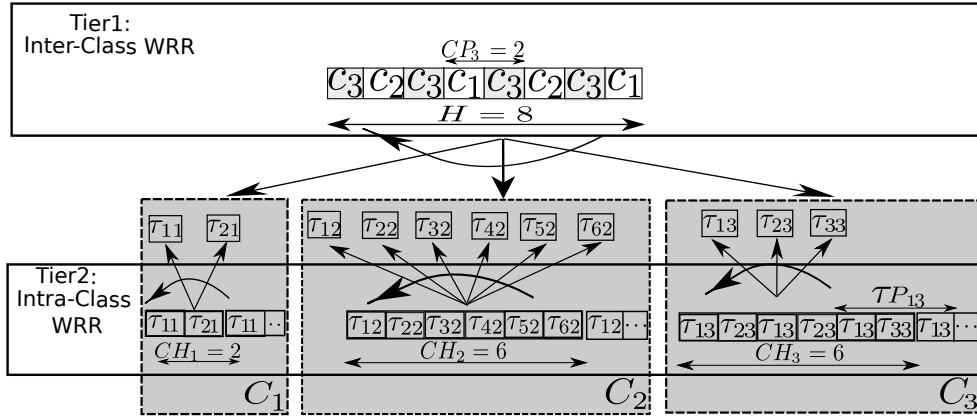 Tier1:
Inter-Class WRR
CP₃ = 2
c₃ c₂ c₃ c₁ c₃ c₂ c₃ c₁
H = 8
τ₁₁ τ₂₁
τ₁₂ τ₂₂ τ₃₂ τ₄₂ τ₅₂ τ₆₂
τ₁₃ τ₂₃ τ₃₃
Tier2:
Intra-Class
WRR
τ₁₁ τ₂₁ τ₁₁ ··
CH₁ = 2
C₁
τ₁₂ τ₂₂ τ₃₂ τ₄₂ τ₅₂ τ₆₂ τ₁₂ ···
CH₂ = 6
C₂
τP₁₃
τ₁₃ τ₂₃ τ₁₃ τ₂₃ τ₁₃ τ₃₃ τ₁₃ ···
CH₃ = 6
C₃